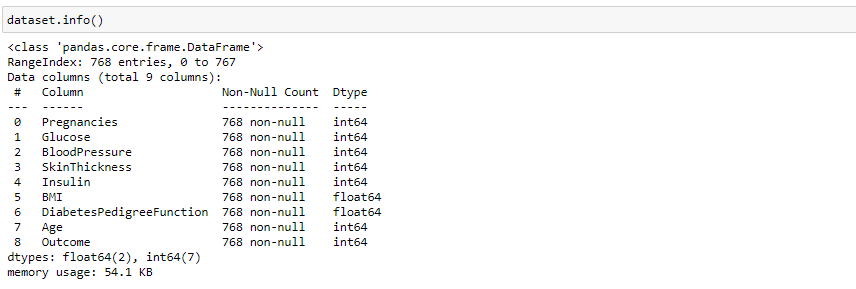 dataset.info()
<class 'pandas.core.frame.DataFrame'>
RangeIndex: 768 entries, 0 to 767
Data columns (total 9 columns):
 #   Column                    Non-Null Count  Dtype
---  ------                    --------------  -----
 0   Pregnancies               768 non-null    int64
 1   Glucose                   768 non-null    int64
 2   BloodPressure             768 non-null    int64
 3   SkinThickness             768 non-null    int64
 4   Insulin                   768 non-null    int64
 5   BMI                       768 non-null    float64
 6   DiabetesPedigreeFunction  768 non-null    float64
 7   Age                       768 non-null    int64
 8   Outcome                   768 non-null    int64
dtypes: float64(2), int64(7)
memory usage: 54.1 KB